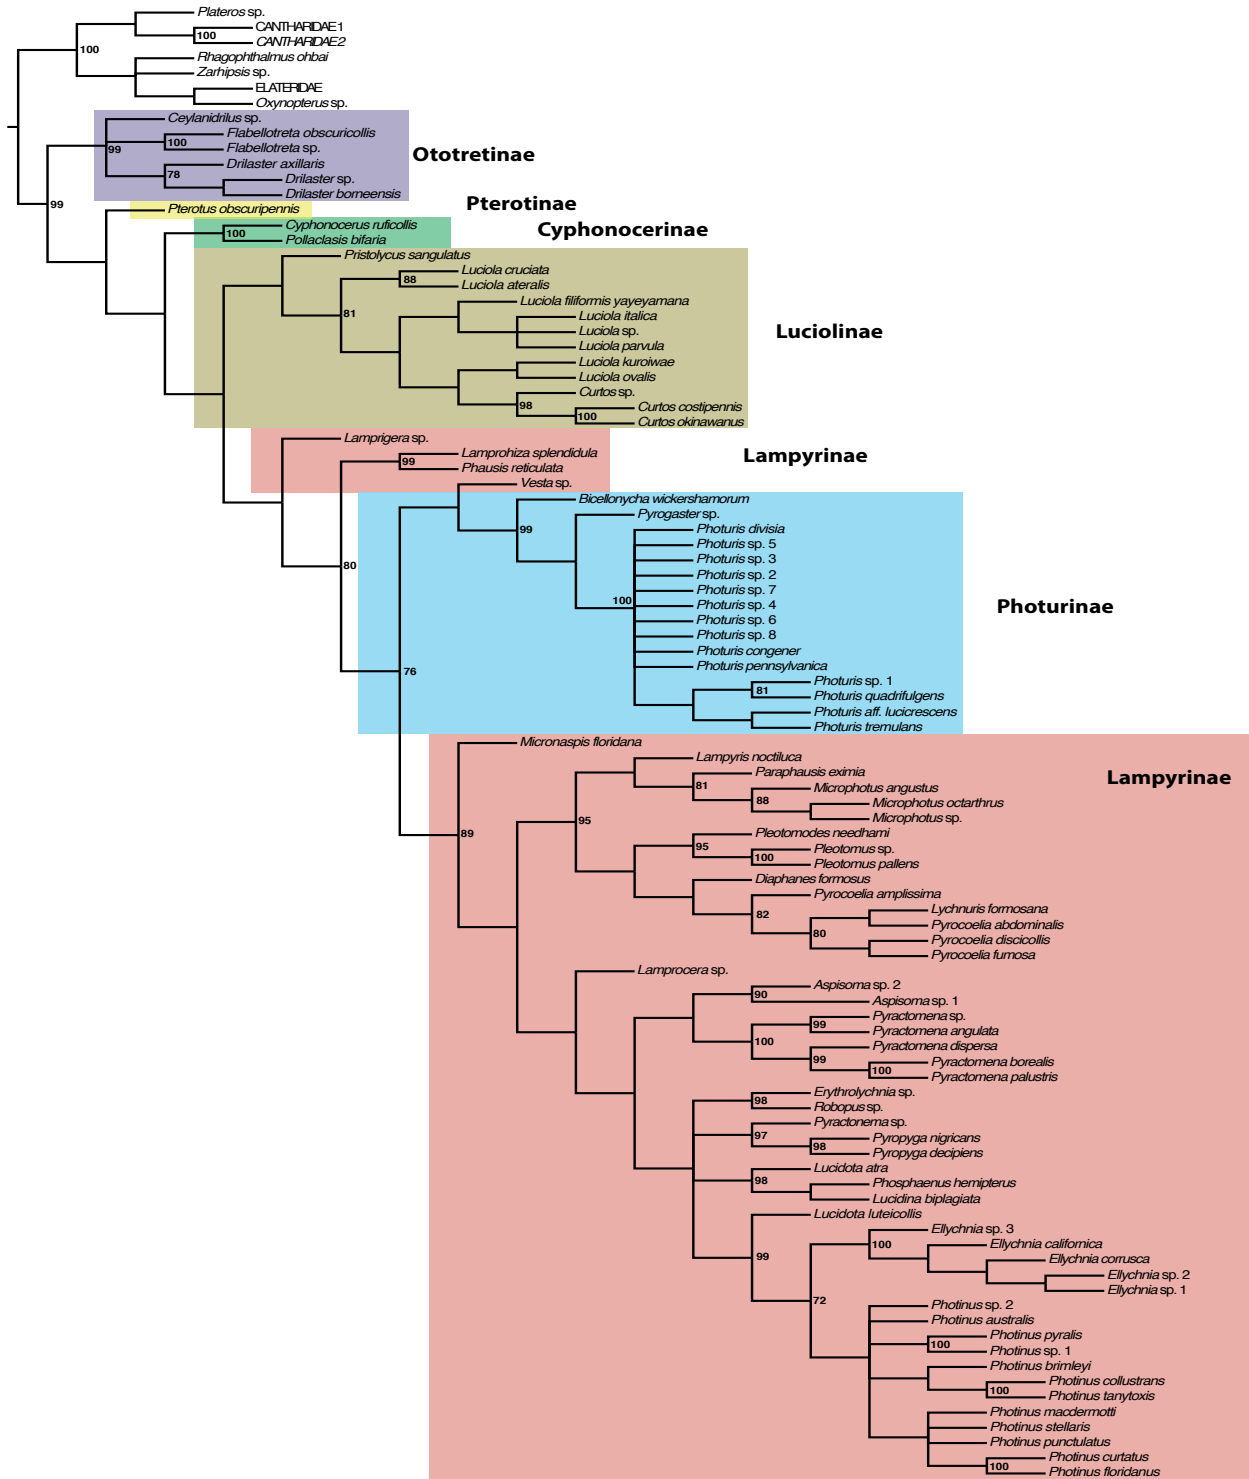 Plateros sp.
CANTHARIDAE1
100
CANTHARIDAE2
100
Rhagophthalmus ohbai
Zarhipsis sp.
ELATERIDAE
Oxynopterus sp.
Ceylanidrilus sp.
Flabellotreta obscuricollis
100
99
Flabellotreta sp.
Ototretinae
Drilaster axillaris
78
Drilaster sp.
Drilaster borneensis
99
Pterotus obscuripennis
Pterotinae
Cyphonocerus ruficollis
100
Cyphonocerinae
Pollaclasis bifaria
Pristolycus sangulatus
Luciola cruciata
88
Luciola ateralis
Luciola filiformis yayeyamana
81
Luciola italica
Luciola sp.
Luciolinae
Luciola parvula
Luciola kuroiwae
Luciola ovalis
Curtos sp.
98
Curtos costipennis
100
Curtos okinawanus
Lamprigera sp.
Lamprohiza splendidula
99
Lampyrinae
Phausis reticulata
Vesta sp.
Bicellonycha wickershamorum
Pyrogaster sp.
99
Photuris divisia
Photuris sp. 5
Photuris sp. 3
80
Photuris sp. 2
Photuris sp. 7
100
Photuris sp. 4
Photurinae
Photuris sp. 6
Photuris sp. 8
Photuris congener
Photuris pennsylvanica
76
Photuris sp. 1
81
Photuris quadrifulgens
Photuris aff. lucicrescens
Photuris tremulans
Micronaspis floridana
Lampyris noctiluca
Paraphausis eximia
Lampyrinae
81
Microphotus angustus
88
Microphotus octarthrus
Microphotus sp.
95
89
Pleotomodes needhami
95
Pleotomus sp.
100
Pleotomus pallens
Diaphanes formosus
Pyrocoelia amplissima
82
Lychnuris formosana
Pyrocoelia abdominalis
80
Pyrocoelia discicollis
Pyrocoelia fumosa
Lamprocera sp.
Aspisoma sp. 2
90
Aspisoma sp. 1
Pyractomena sp.
99
Pyractomena angulata
100
Pyractomena dispersa
99
Pyractomena borealis
100
Pyractomena palustris
Erythrolychnia sp.
98
Robopus sp.
Pyractonema sp.
97
Pyropyga nigricans
98
Pyropyga decipiens
Lucidota atra
98
Phosphaenus hemipterus
Lucidina biplagiata
Lucidota luteicollis
Ellychnia sp. 3
100
Ellychnia californica
99
Ellychnia corrusca
Ellychnia sp. 2
Ellychnia sp. 1
72
Photinus sp. 2
Photinus australis
Photinus pyralis
100
Photinus sp. 1
Photinus brimleyi
Photinus collustrans
100
Photinus tanytoxis
Photinus macdermotti
Photinus stellaris
Photinus punctulatus
Photinus curtatus
100
Photinus floridanus